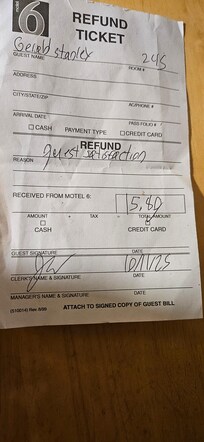 MOTEL 6
REFUND
TICKET
Gerald Stanley 245
GUEST NAME ROOM #
ADDRESS
CITY/STATE/ZIP AC/PHONE #
ARRIVAL DATE PASS FOLIO #
☐ CASH PAYMENT TYPE ☐ CREDIT CARD
REFUND
REASON guest satisfaction
RECEIVED FROM MOTEL 6:
15.80
AMOUNT + TAX = TOTAL AMOUNT
☐ CASH ☐ CREDIT CARD
GUEST SIGNATURE DATE
10/11/25
CLERK'S NAME & SIGNATURE DATE
MANAGER'S NAME & SIGNATURE DATE
ATTACH TO SIGNED COPY OF GUEST BILL